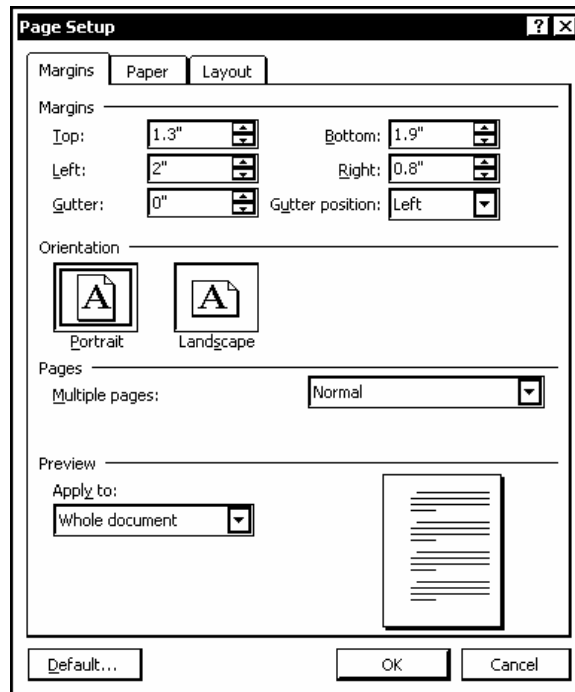 Page Setup
Margins Paper Layout
Margins
Top: 1.3" Bottom: 1.9"
Left: 2" Right: 0.8"
Gutter: 0" Gutter position: Left
Orientation
A A
Portrait Landscape
Pages
Multiple pages: Normal
Preview
Apply to:
Whole document
Default... OK Cancel